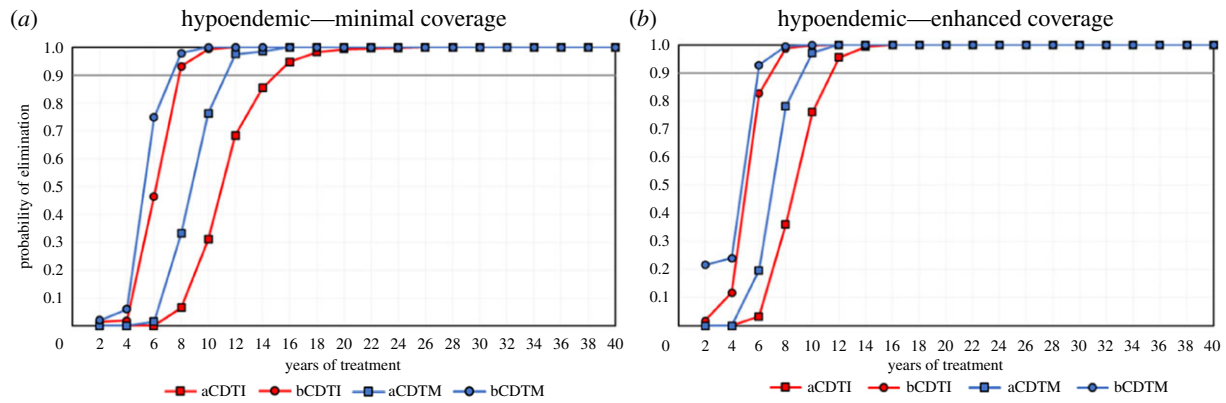 (a) hypoendemic—minimal coverage
probability of elimination
1.0
0.9
0.8
0.7
0.6
0.5
0.4
0.3
0.2
0.1
0 2 4 6 8 10 12 14 16 18 20 22 24 26 28 30 32 34 36 38 40
years of treatment
aCDTI bCDTI aCDTM bCDTM
(b) hypoendemic—enhanced coverage
1.0
0.9
0.8
0.7
0.6
0.5
0.4
0.3
0.2
0.1
0 2 4 6 8 10 12 14 16 18 20 22 24 26 28 30 32 34 36 38 40
years of treatment
aCDTI bCDTI aCDTM bCDTM